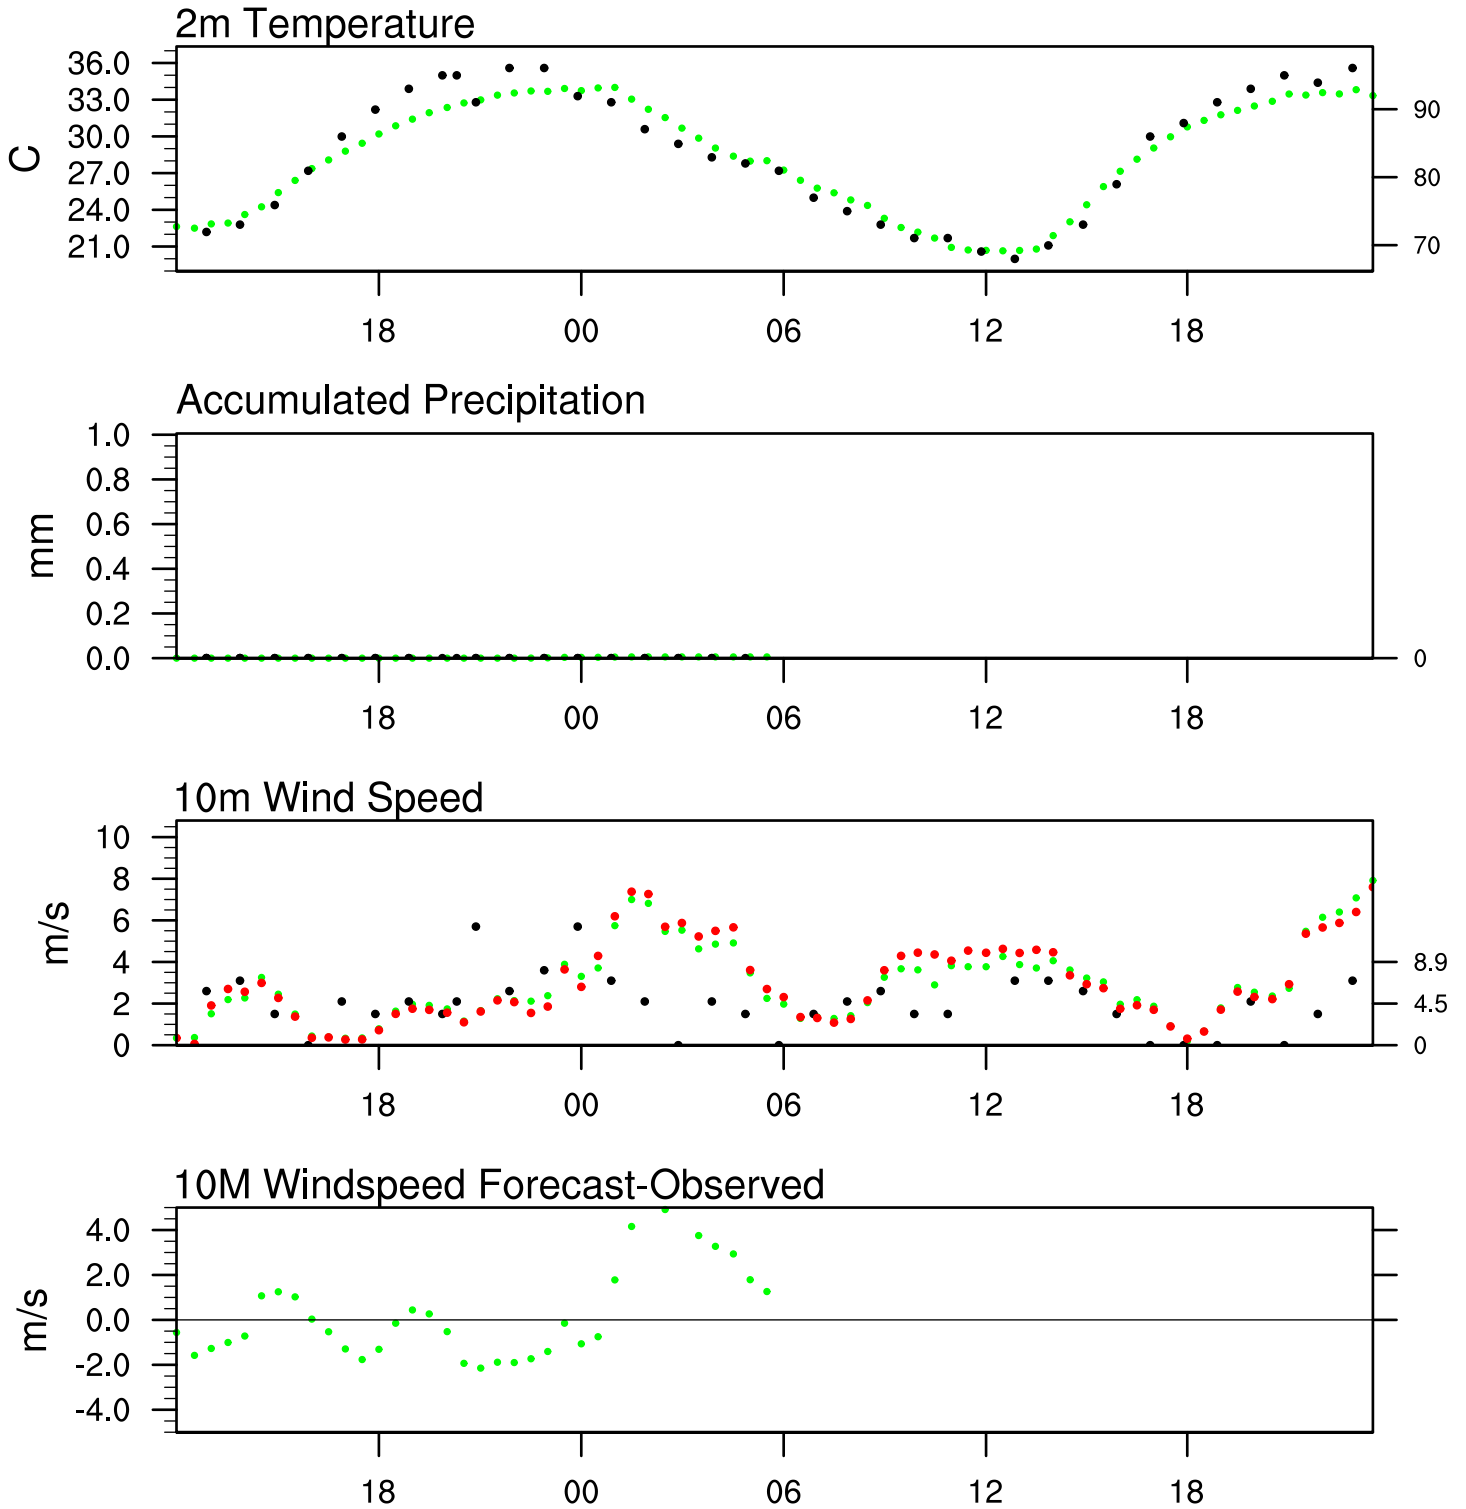 2m Temperature
36.0
33.0
30.0
27.0
24.0
21.0
C
90
80
70
18 00 06 12 18
Accumulated Precipitation
1.0
0.8
0.6
0.4
0.2
0.0
mm
0
18 00 06 12 18
10m Wind Speed
10
8
6
4
2
0
m/s
8.9
4.5
0
18 00 06 12 18
10M Windspeed Forecast-Observed
4.0
2.0
0.0
-2.0
-4.0
m/s
18 00 06 12 18